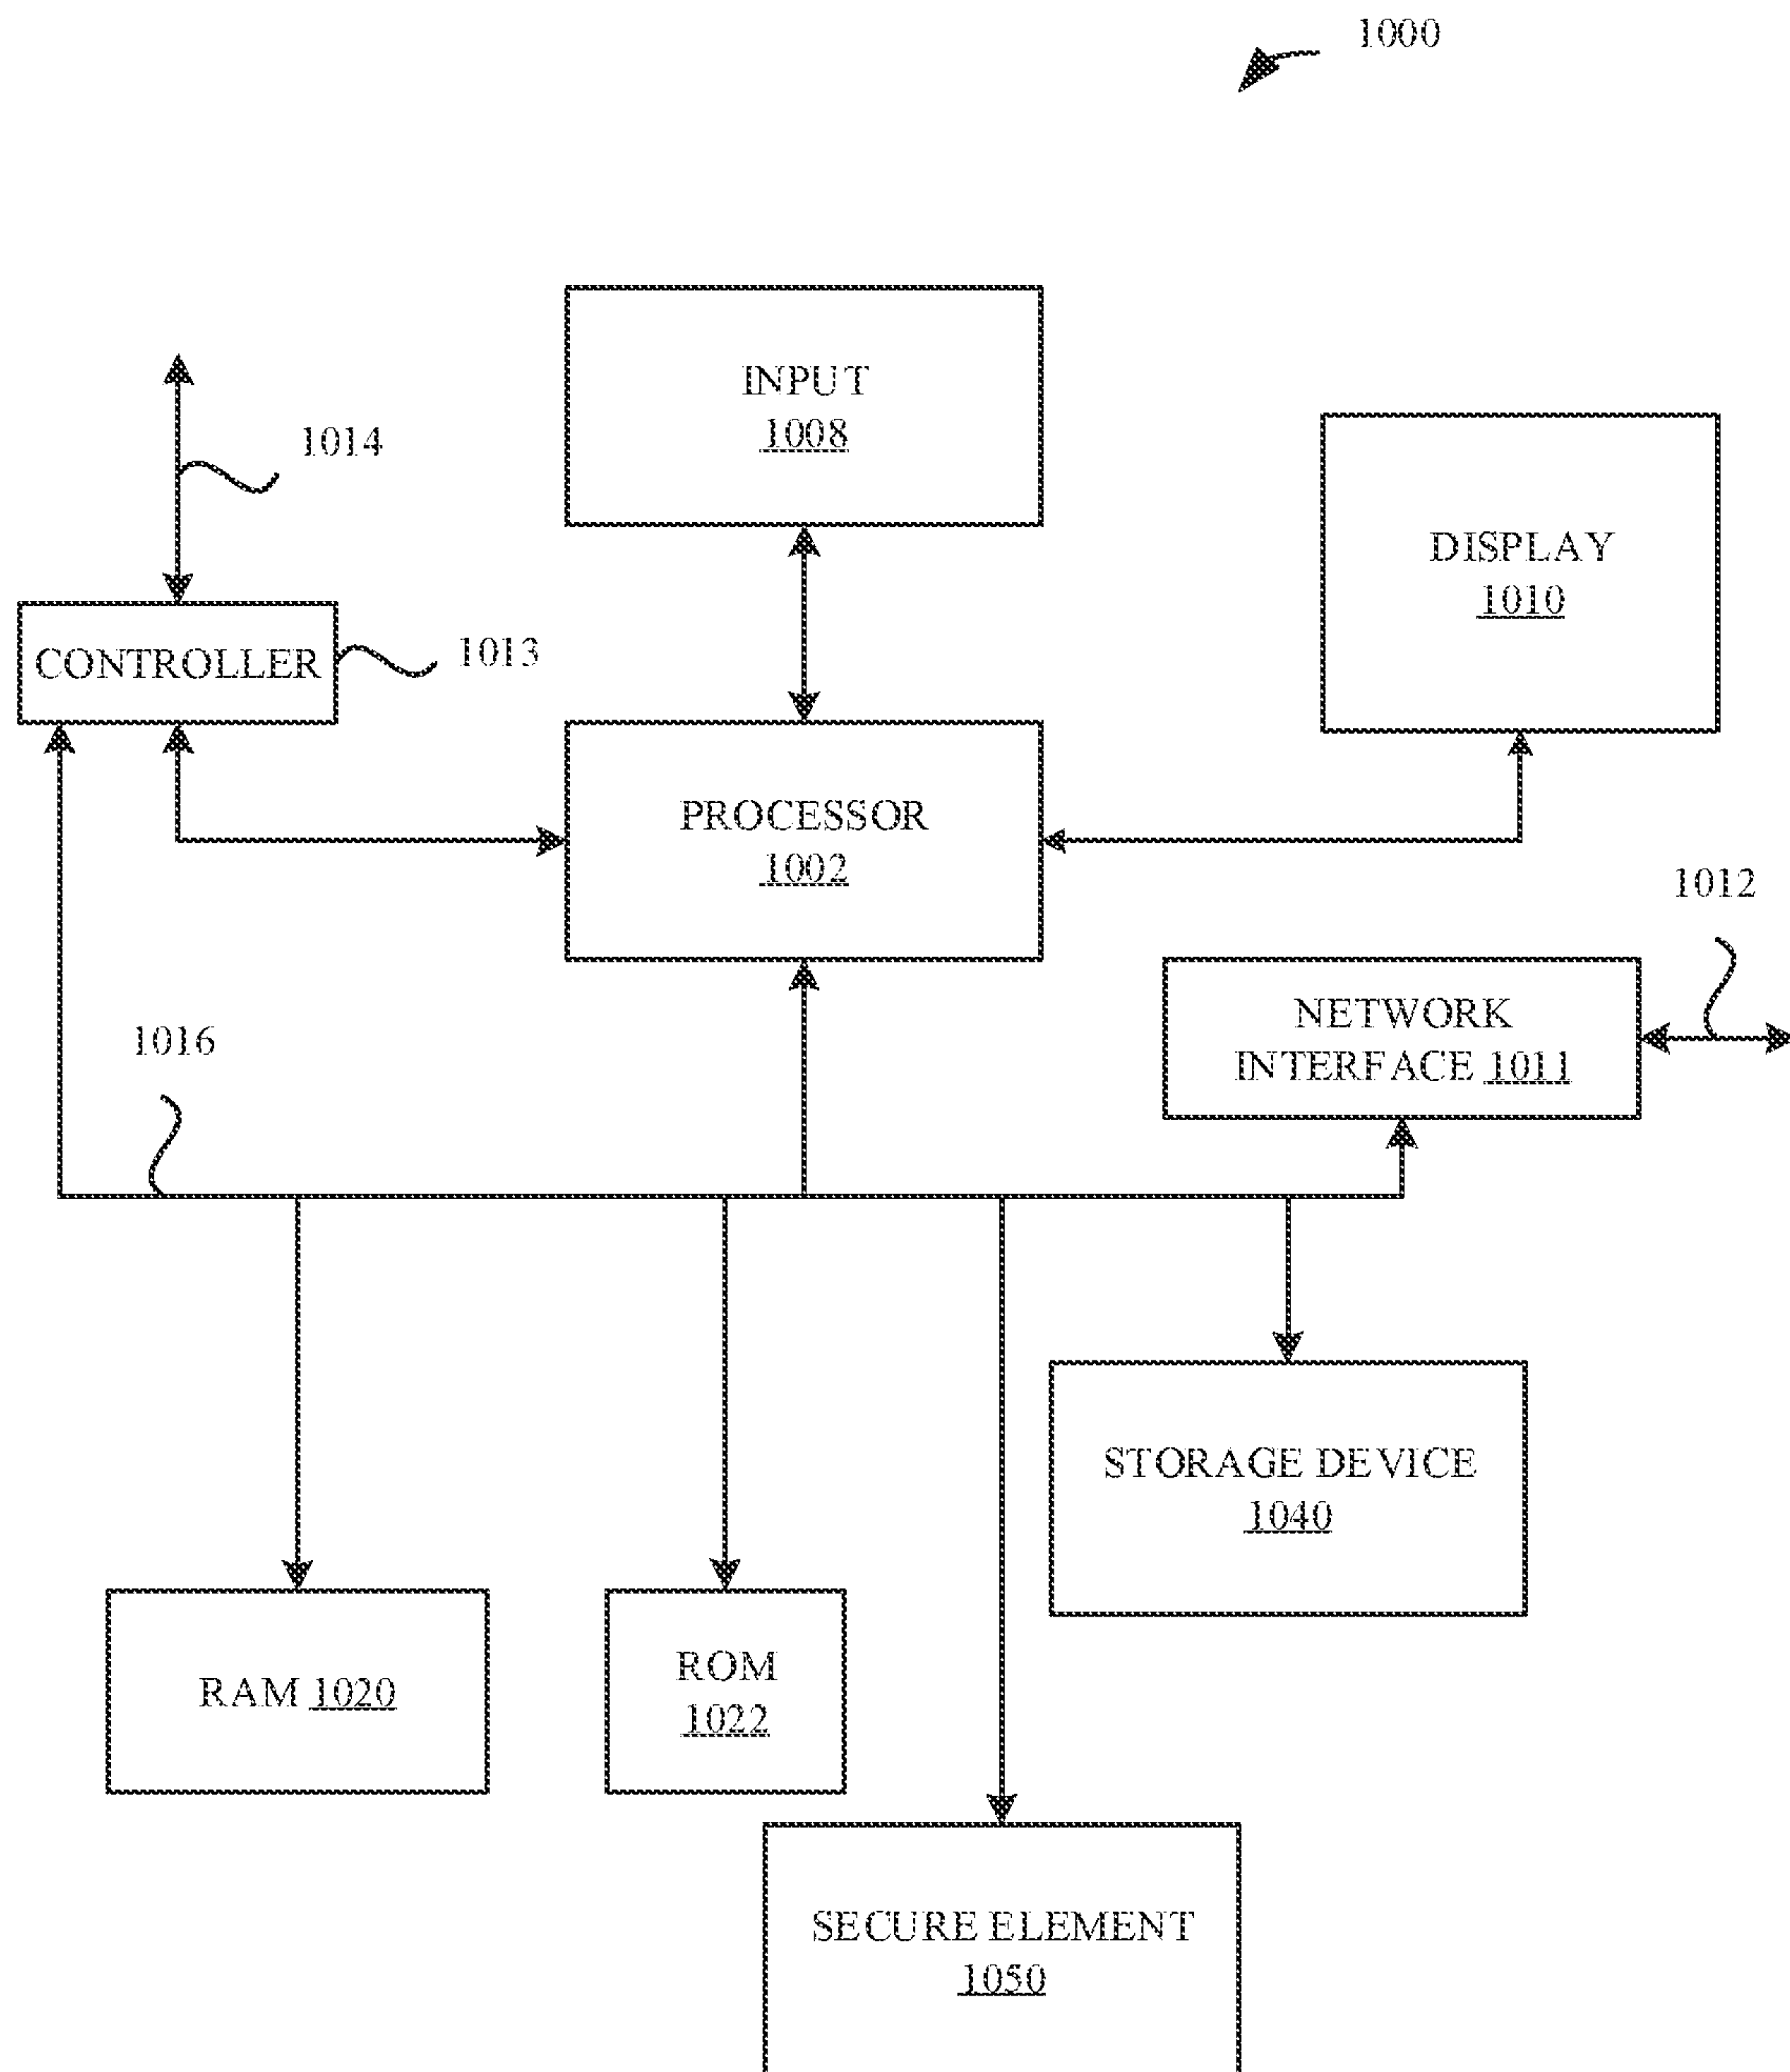 1000
INPUT
1008
1014
DISPLAY
1010
CONTROLLER
1013
PROCESSOR
1002
1012
NETWORK
INTERFACE 1011
1016
STORAGE DEVICE
1040
RAM 1020
ROM
1022
SECURE ELEMENT
1050